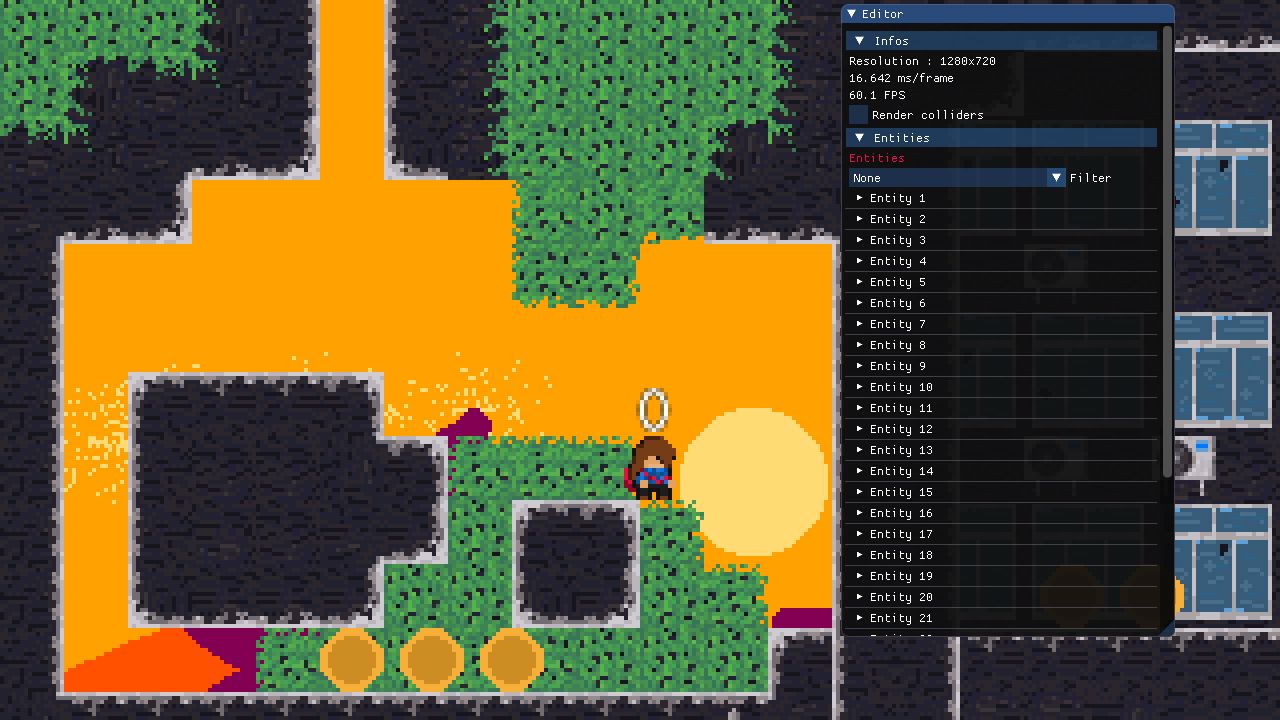 Editor
Infos
Resolution : 1280x720
16.642 ms/frame
60.1 FPS
Render colliders
Entities
Entities
None Filter
Entity 1
Entity 2
Entity 3
Entity 4
Entity 5
Entity 6
Entity 7
Entity 8
Entity 9
Entity 10
Entity 11
Entity 12
Entity 13
Entity 14
Entity 15
Entity 16
Entity 17
Entity 18
Entity 19
Entity 20
Entity 21